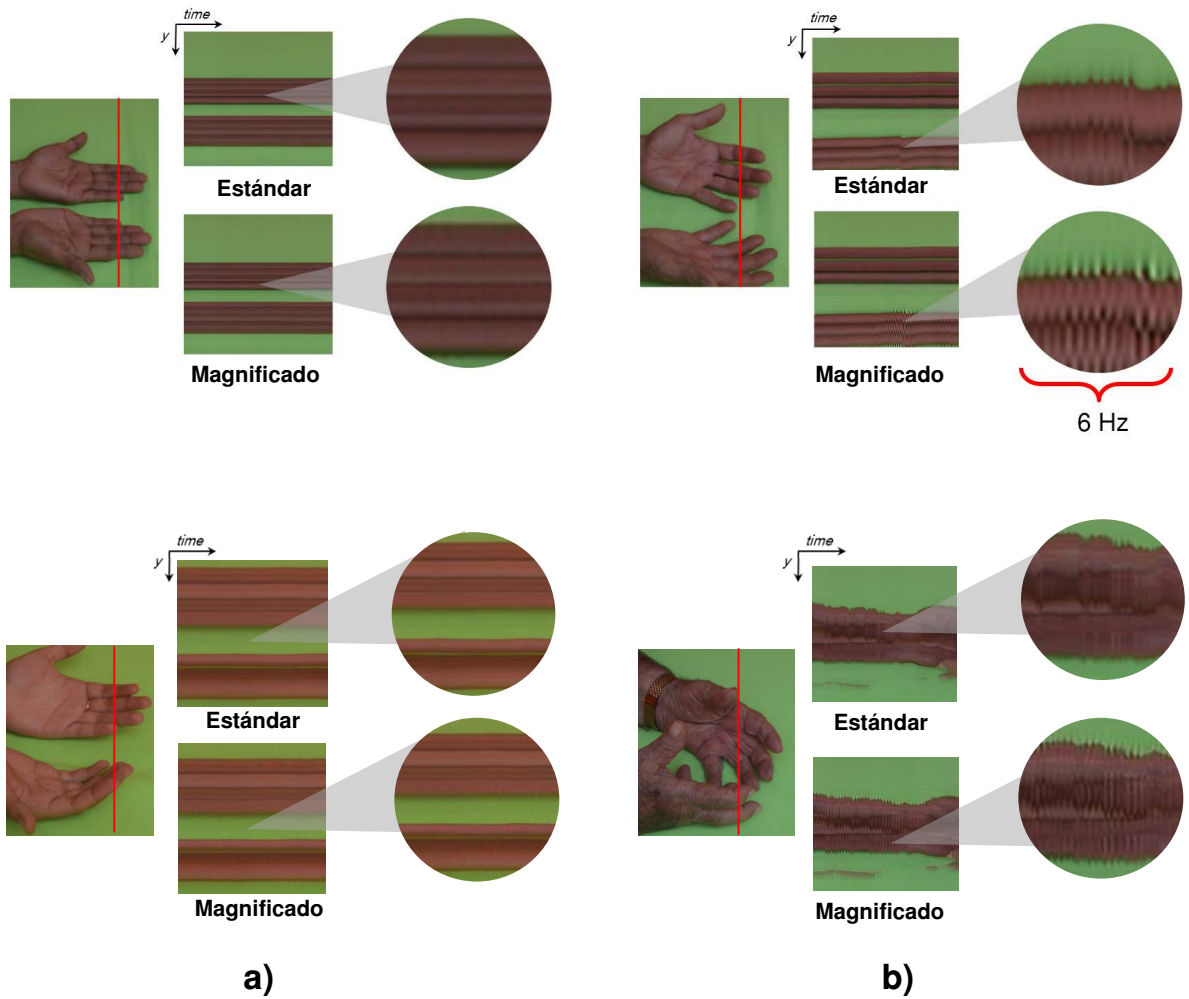 time
y
Estándar
Magnificado
time
y
Estándar
Magnificado
6 Hz
time
y
Estándar
Magnificado
time
y
Estándar
Magnificado
a)
b)